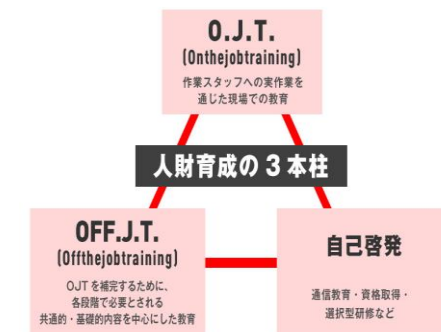 O.J.T.
(Onthejobtraining)
作業スタッフへの実作業を
通じた現場での教育
人財育成の3本柱
OFF.J.T.
(Offthejobtraining)
OJTを補完するために、
各段階で必要とされる
共通的・基礎的内容を中心にした教育
自己啓発
通信教育・資格取得・
選択型研修など